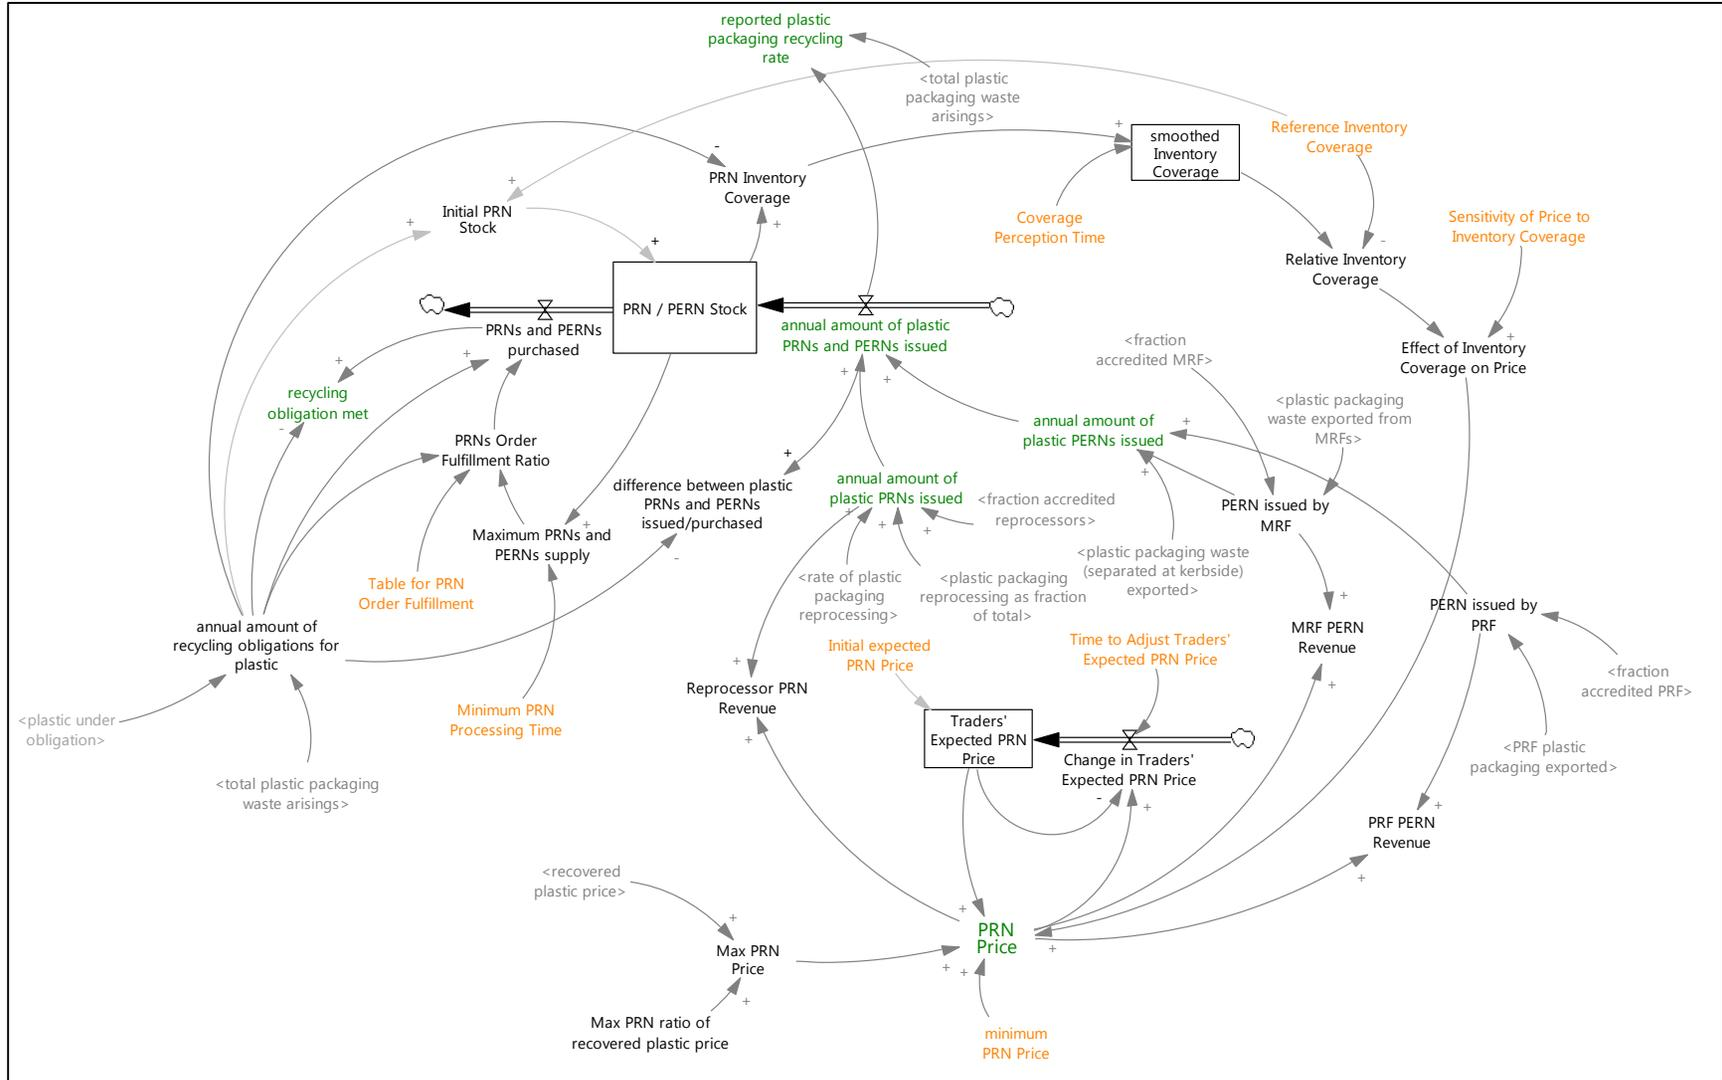 reported plastic
packaging recycling
rate
<total plastic
packaging waste
arisings>
Reference Inventory
Coverage
+
smoothed
Inventory
Coverage
-
PRN Inventory
Coverage
+
Initial PRN
Stock
+
+
+
Coverage
Perception Time
Sensitivity of Price to
Inventory Coverage
-
Relative Inventory
Coverage
PRN / PERN Stock
PRNs and PERNs
purchased
+
+
annual amount of plastic
PRNs and PERNs issued
+
+
<fraction
accredited MRF>
+
Effect of Inventory
Coverage on Price
recycling
obligation met
-
<plastic packaging
waste exported from
MRFs>
annual amount of
plastic PERNs issued
+
+
PRNs Order
Fulfillment Ratio
+
difference between plastic
PRNs and PERNs
issued/purchased
-
annual amount of
plastic PRNs issued
+
+
+
<fraction accredited
reprocessors>
PERN issued by
MRF
+
Maximum PRNs and
PERNs supply
Table for PRN
Order Fulfillment
<rate of plastic
packaging
reprocessing>
<plastic packaging
reprocessing as fraction
of total>
<plastic packaging waste
(separated at kerbside)
exported>
+
MRF PERN
Revenue
+
PERN issued by
PRF
annual amount of
recycling obligations for
plastic
Initial expected
PRN Price
Time to Adjust Traders'
Expected PRN Price
+
Reprocessor PRN
Revenue
+
<fraction
accredited PRF>
<plastic under
obligation>
Minimum PRN
Processing Time
Traders'
Expected PRN
Price
Change in Traders'
Expected PRN Price
-
+
<PRF plastic
packaging exported>
<total plastic packaging
waste arisings>
+
PRF PERN
Revenue
+
<recovered
plastic price>
+
+
PRN
Price
+
Max PRN
Price
+
+
+
Max PRN ratio of
recovered plastic price
minimum
PRN Price